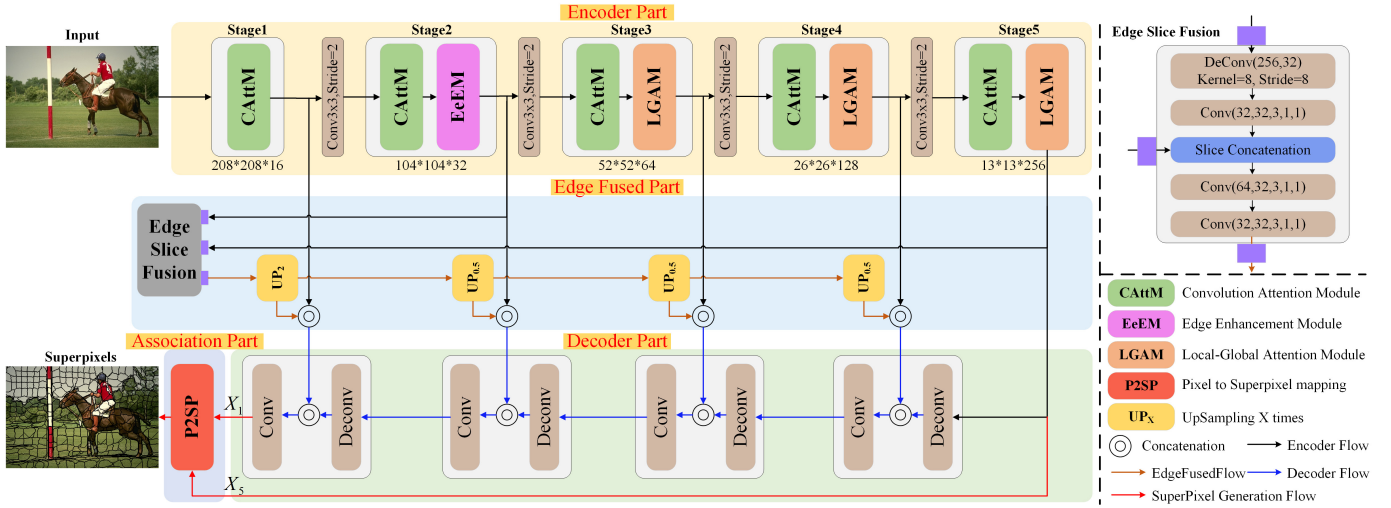 Encoder Part
Input
Stage1
Stage2
Stage3
Stage4
Stage5
CAttM
Conv3x3,Stride=2
CAttM
EeEM
Conv3x3,Stride=2
CAttM
LGAM
Conv3x3,Stride=2
CAttM
LGAM
Conv3x3,Stride=2
CAttM
LGAM
208*208*16
104*104*32
52*52*64
26*26*128
13*13*256
Edge Fused Part
Edge
Slice
Fusion
UP2
UP0.5
UP0.5
UP0.5
Association Part
Decoder Part
Superpixels
P2SP
X1
X5
Conv
Deconv
Conv
Deconv
Conv
Deconv
Conv
Deconv
Edge Slice Fusion
DeConv(256,32)
Kernel=8, Stride=8
Conv(32,32,3,1,1)
Slice Concatenation
Conv(64,32,3,1,1)
Conv(32,32,3,1,1)
CAttM Convolution Attention Module
EeEM Edge Enhancement Module
LGAM Local-Global Attention Module
P2SP Pixel to Superpixel mapping
UPX UpSampling X times
Concatenation Encoder Flow
EdgeFusedFlow Decoder Flow
SuperPixel Generation Flow